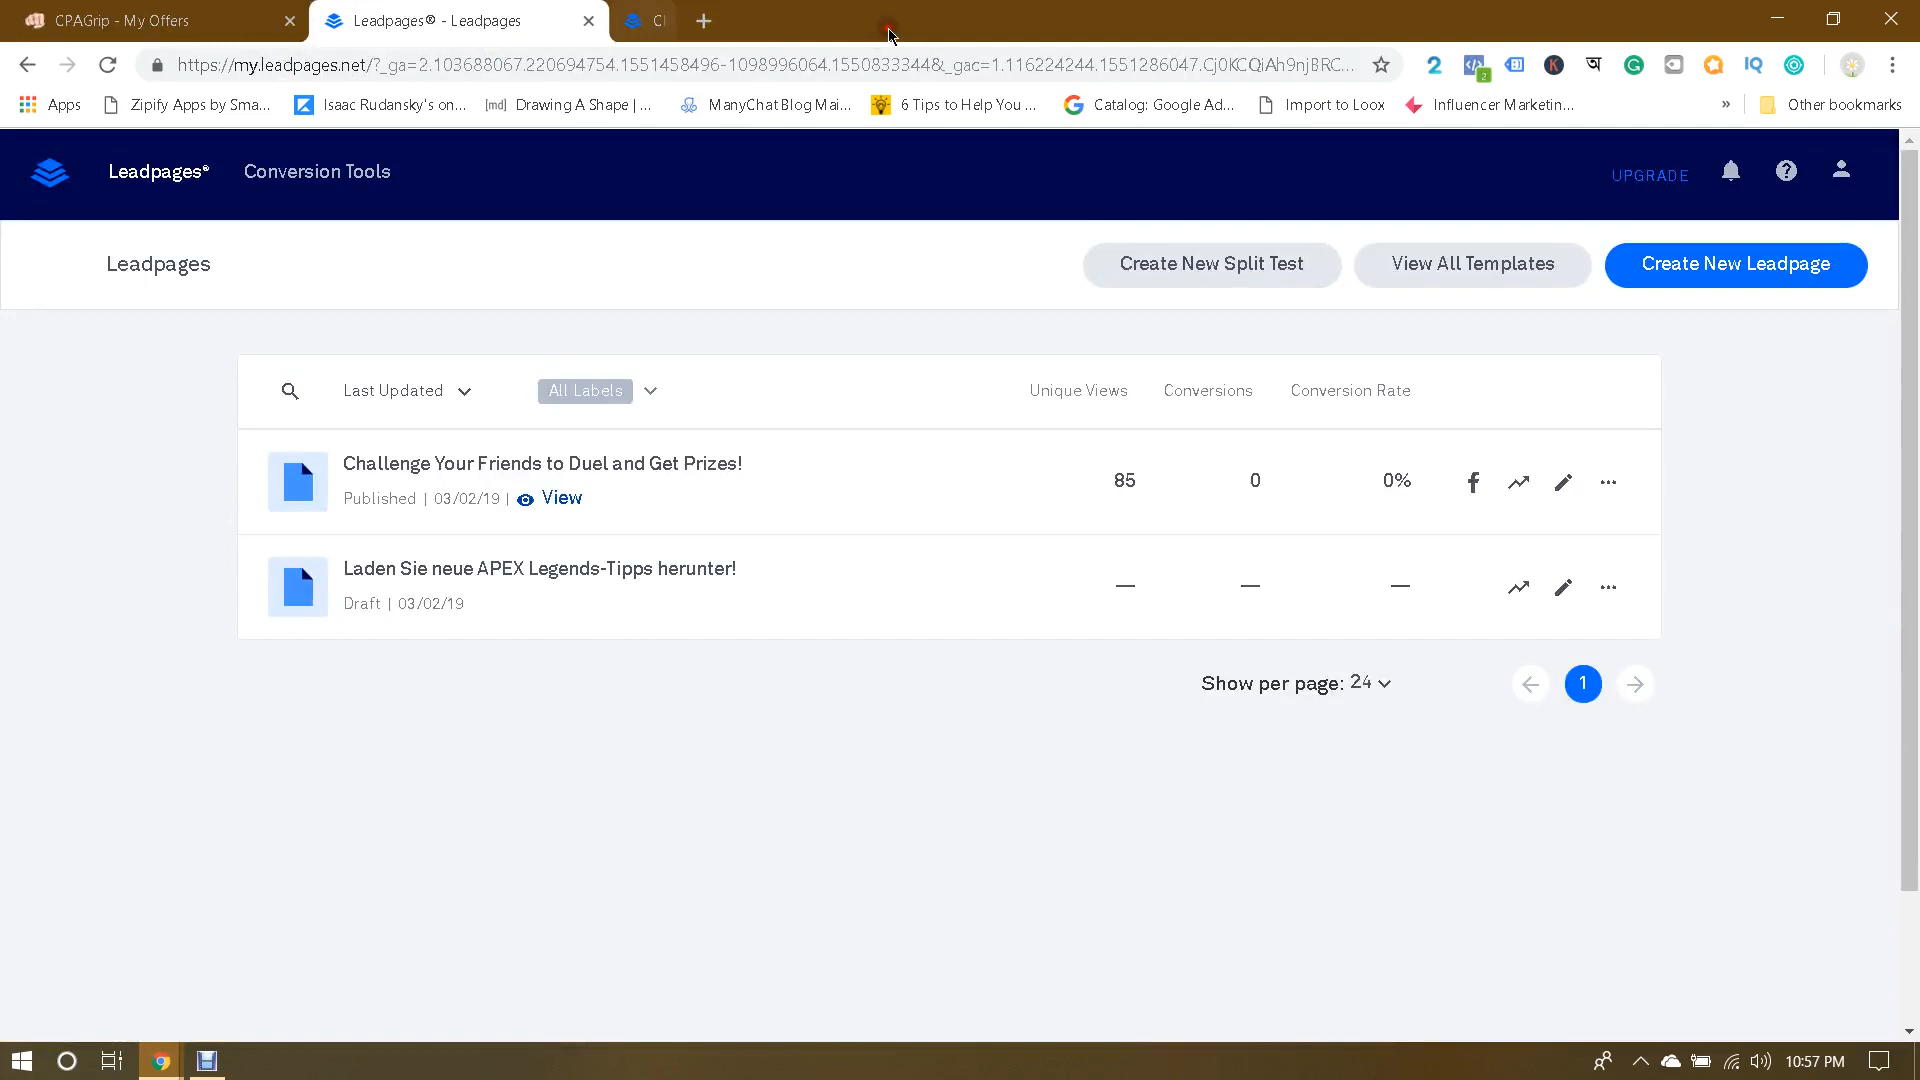 CPAGrip - My Offers
Leadpages® - Leadpages
Cl
https://my.leadpages.net/?_ga=2.103688067.220694754.1551458496-1098996064.1550833344&_gac=1.116224244.1551286047.Cj0KCQiAh9njBRC...
Apps
Zipify Apps by Sma...
Isaac Rudansky's on...
[md] Drawing A Shape | ...
ManyChat Blog Mai...
6 Tips to Help You ...
Catalog: Google Ad...
Import to Loox
Influencer Marketin...
»
Other bookmarks
Leadpages®
Conversion Tools
UPGRADE
Leadpages
Create New Split Test
View All Templates
Create New Leadpage
Last Updated
All Labels
Unique Views
Conversions
Conversion Rate
Challenge Your Friends to Duel and Get Prizes!
85
0
0%
Published | 03/02/19 | View
Laden Sie neue APEX Legends-Tipps herunter!
—
—
—
Draft | 03/02/19
Show per page: 24
1
10:57 PM